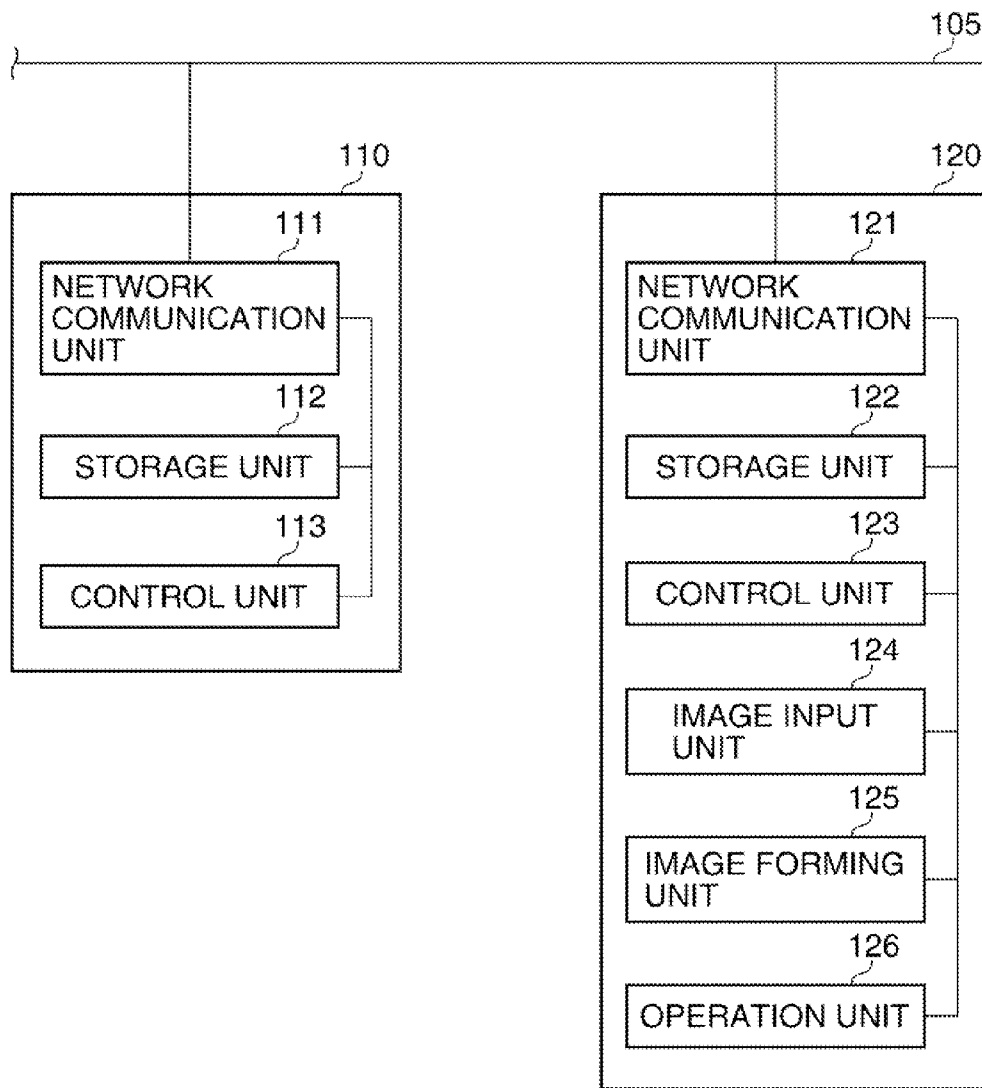 105
110
120
111
NETWORK
COMMUNICATION
UNIT
112
STORAGE UNIT
113
CONTROL UNIT
121
NETWORK
COMMUNICATION
UNIT
122
STORAGE UNIT
123
CONTROL UNIT
124
IMAGE INPUT
UNIT
125
IMAGE FORMING
UNIT
126
OPERATION UNIT